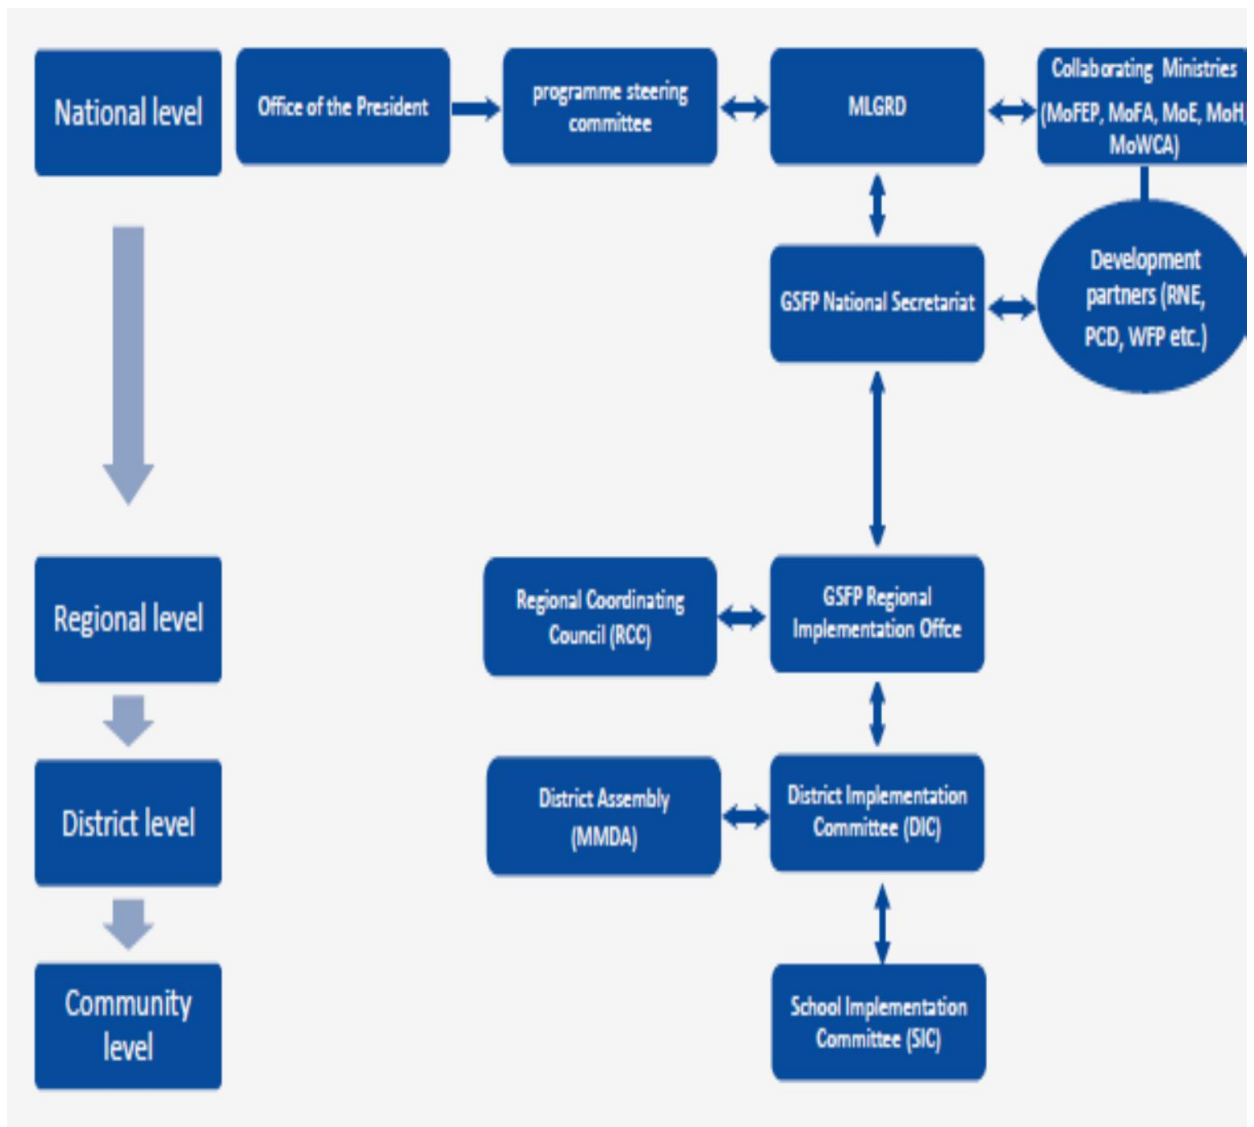 National level
Office of the President
programme steering
committee
MLGRD
Collaborating Ministries
(MoFEP, MoFA, MoE, MoH,
MoWCA)
GSFP National Secretariat
Development
partners (RNE,
PCD, WFP etc.)
Regional level
Regional Coordinating
Council (RCC)
GSFP Regional
Implementation Offce
District level
District Assembly
(MMDA)
District Implementation
Committee (DIC)
Community
level
School Implementation
Committee (SIC)